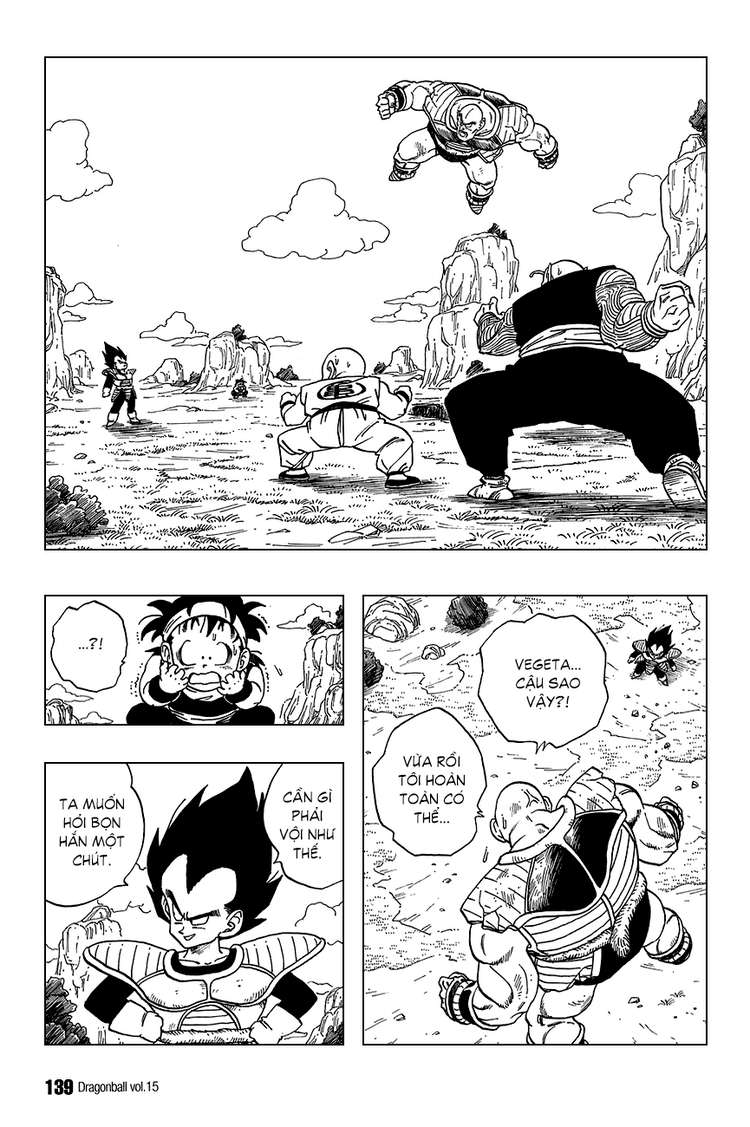 VEGETA...
CẬU SAO
VẬY?!
VỪA RỒI
TÔI HOÀN
TOÀN CÓ
THỂ...
...?!
CẦN GÌ
PHẢI
VỘI NHƯ
THẾ.
TA MUỐN
HỎI BỌN
HẮN MỘT
CHÚT.
139 Dragonball vol.15